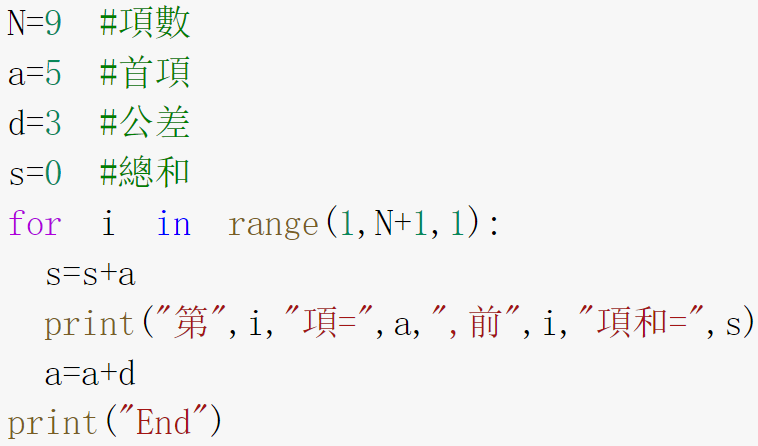 N=9  #項數
a=5  #首項
d=3  #公差
s=0  #總和
for  i  in  range(1,N+1,1):
  s=s+a
  print("第",i,"項=",a,",前",i,"項和=",s)
  a=a+d
print("End")